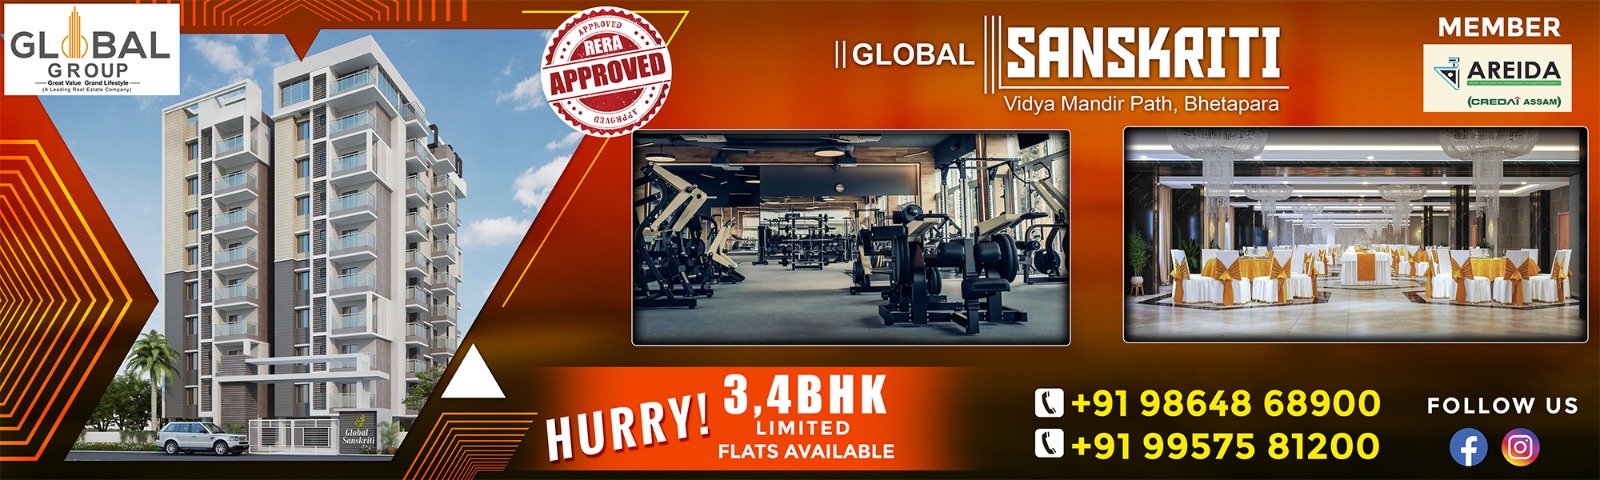 GLOBAL
GROUP
Great Value Grand Lifestyle
(A Leading Real Estate Company)
APPROVED
RERA
APPROVED
APPROVED
GLOBAL SANSKRITI
Vidya Mandir Path, Bhetapara
MEMBER
AREIDA
(CREDAI ASSAM)
Global
Sanskriti
HURRY!
3,4BHK
LIMITED
FLATS AVAILABLE
+91 98648 68900
+91 99575 81200
FOLLOW US